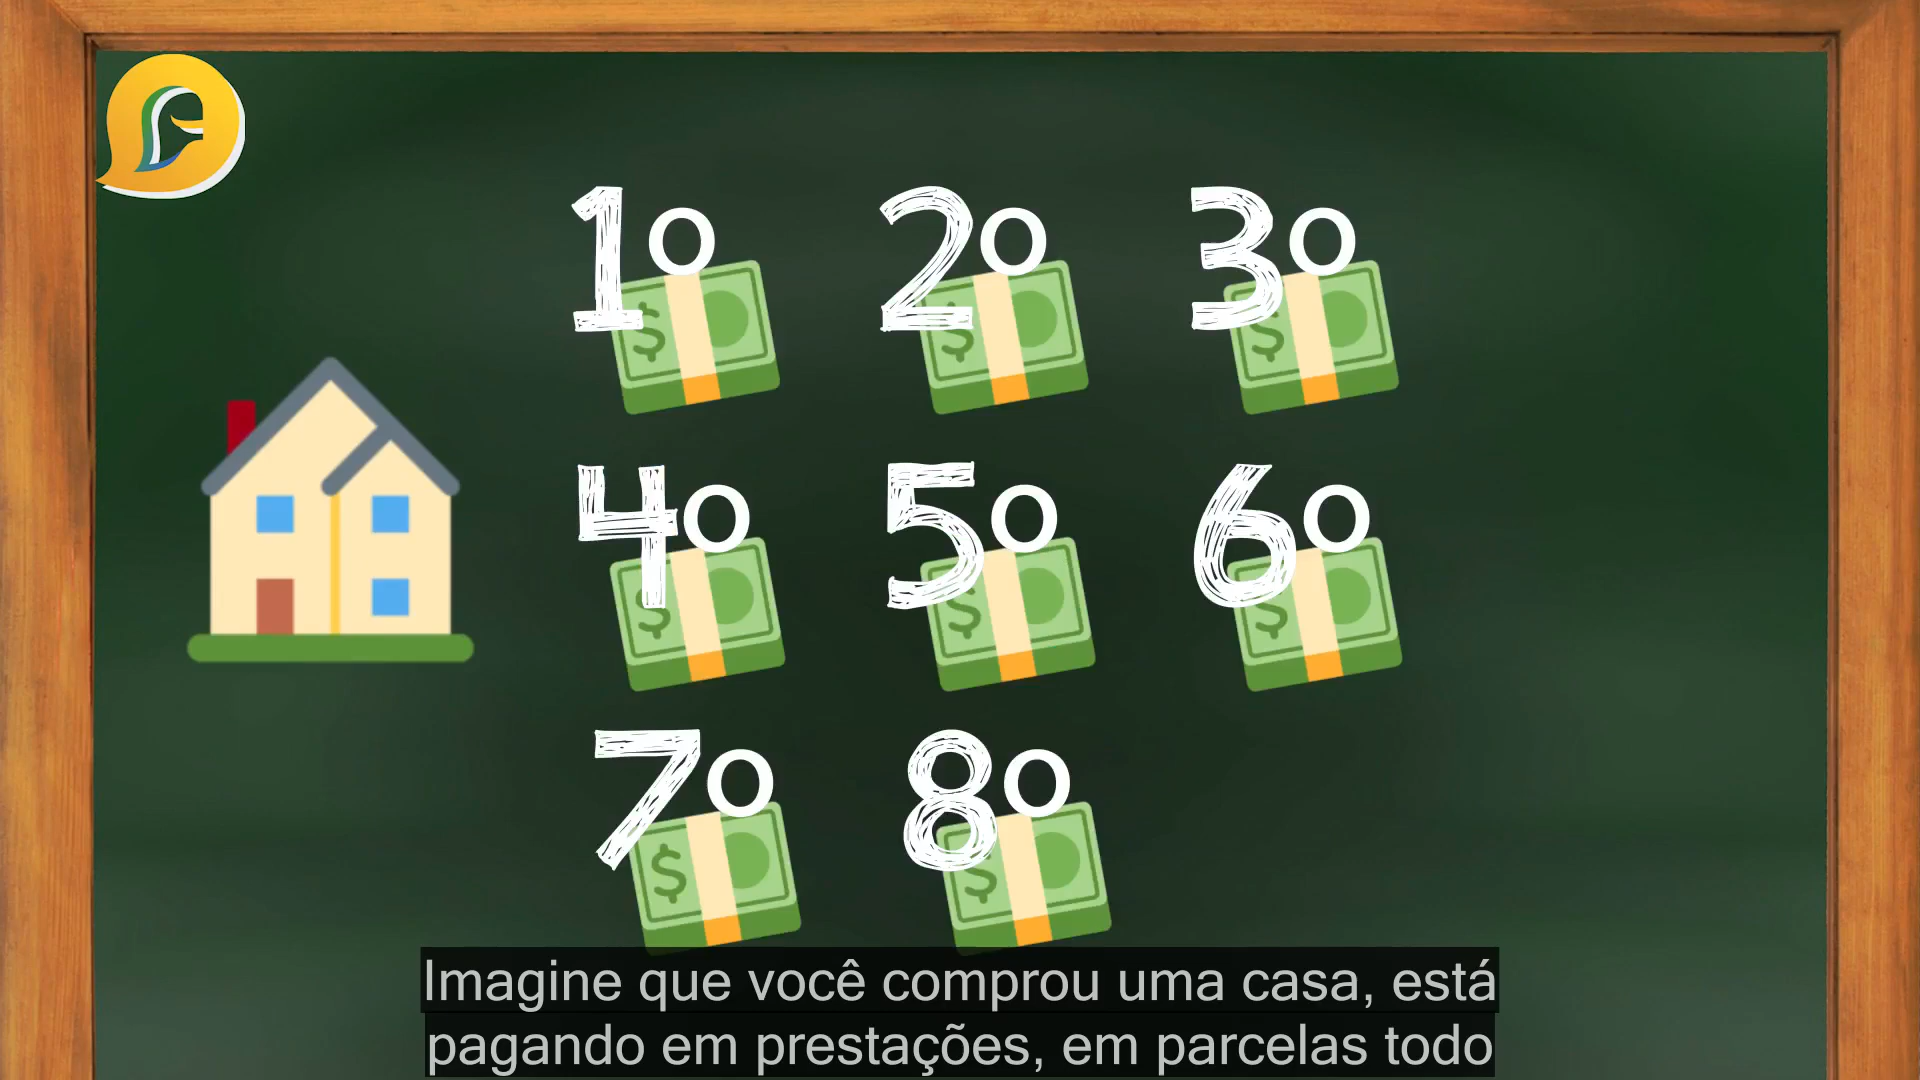 1º 2º 3º
4º 5º 6º
7º 8º
Imagine que você comprou uma casa, está
pagando em prestações, em parcelas todo